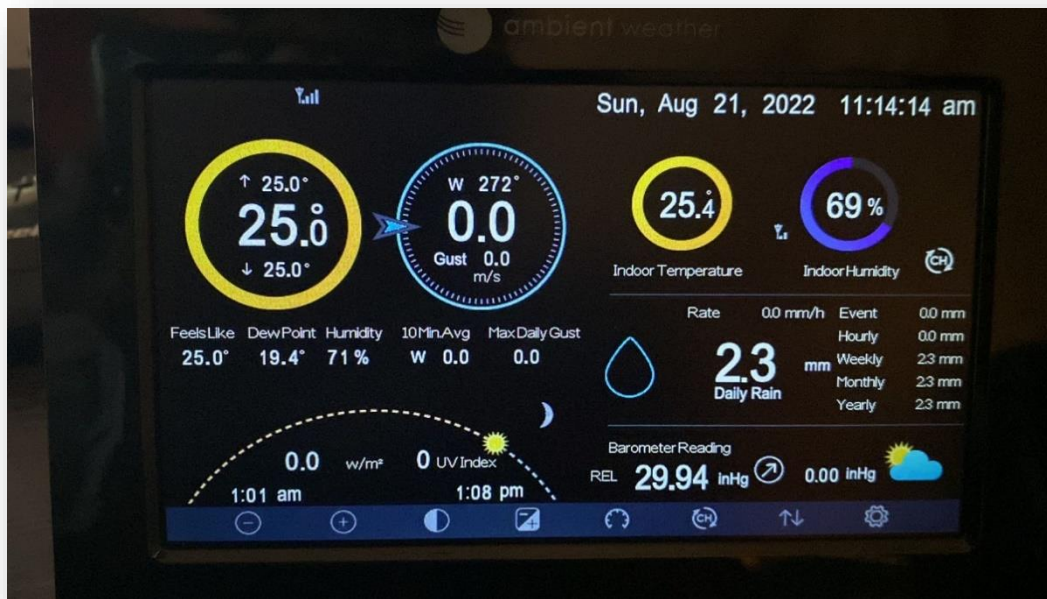 ambient weather
Sun, Aug 21, 2022 11:14:14 am
↑ 25.0°
25.0°
↓ 25.0°
W 272°
0.0
Gust 0.0
m/s
25.4°
Indoor Temperature
69 %
Indoor Humidity
CH
Feels Like Dew Point Humidity 10 Min.Avg Max Daily Gust
25.0° 19.4° 71 % W 0.0 0.0
Rate 0.0 mm/h
2.3 mm
Daily Rain
Event 0.0 mm
Hourly 0.0 mm
Weekly 2.3 mm
Monthly 2.3 mm
Yearly 2.3 mm
0.0 w/m² 0 UV Index
1:01 am 1:08 pm
Barometer Reading
REL 29.94 inHg 0.00 inHg
CH